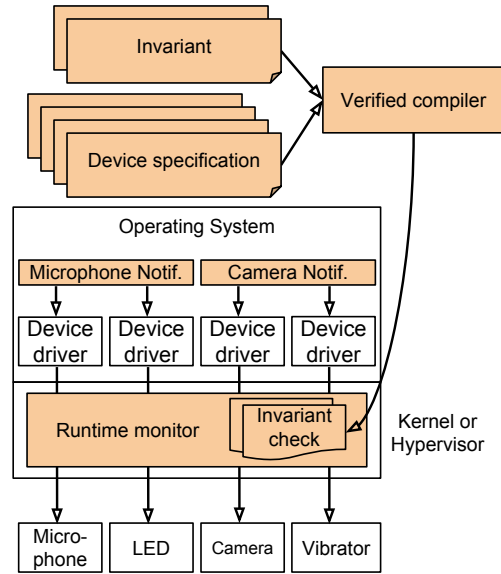 Invariant
Verified compiler
Device specification
Operating System
Microphone Notif.
Camera Notif.
Device
driver
Device
driver
Device
driver
Device
driver
Runtime monitor
Invariant
check
Kernel or
Hypervisor
Micro-
phone
LED
Camera
Vibrator